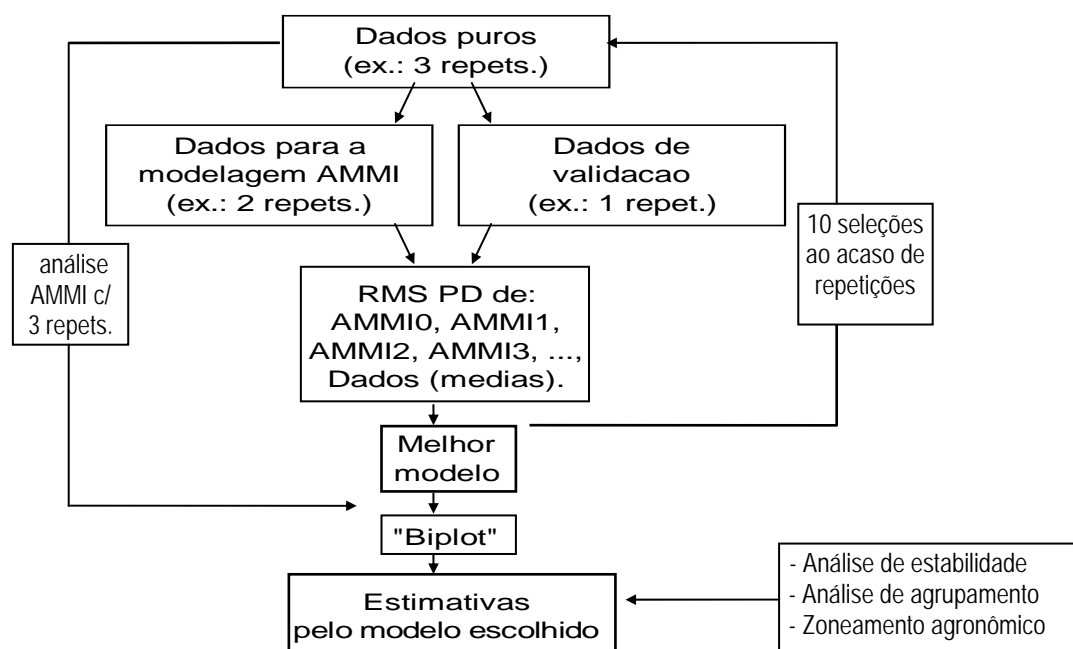 Dados puros
(ex.: 3 repets.)
Dados para a
modelagem AMMI
(ex.: 2 repets.)
Dados de
validacao
(ex.: 1 repet.)
10 seleções
ao acaso de
repetições
análise
AMMI c/
3 repets.
RMS PD de:
AMMI0, AMMI1,
AMMI2, AMMI3, ...,
Dados (medias).
Melhor
modelo
"Biplot"
Estimativas
pelo modelo escolhido
- Análise de estabilidade
- Análise de agrupamento
- Zoneamento agronômico